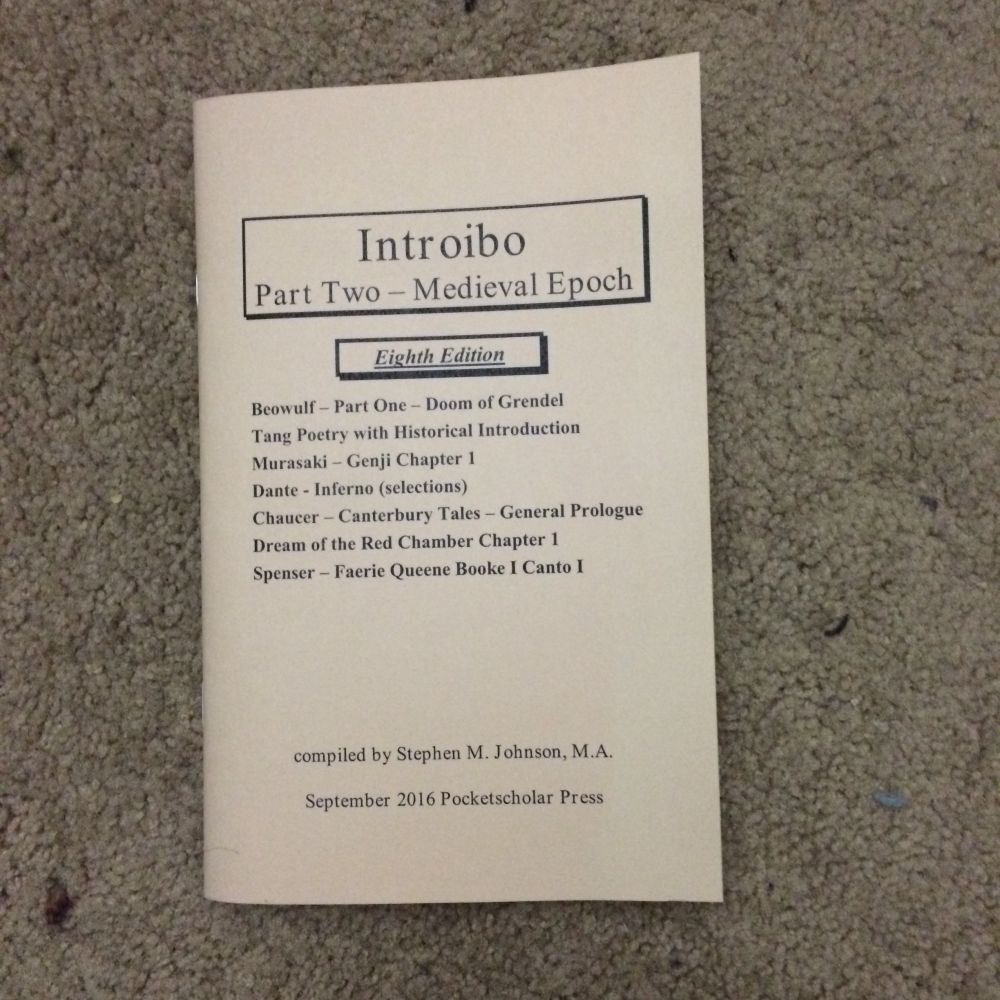 Introibo
Part Two – Medieval Epoch
Eighth Edition
Beowulf – Part One – Doom of Grendel
Tang Poetry with Historical Introduction
Murasaki – Genji Chapter 1
Dante - Inferno (selections)
Chaucer – Canterbury Tales – General Prologue
Dream of the Red Chamber Chapter 1
Spenser – Faerie Queene Booke I Canto I
compiled by Stephen M. Johnson, M.A.
September 2016 Pocketscholar Press